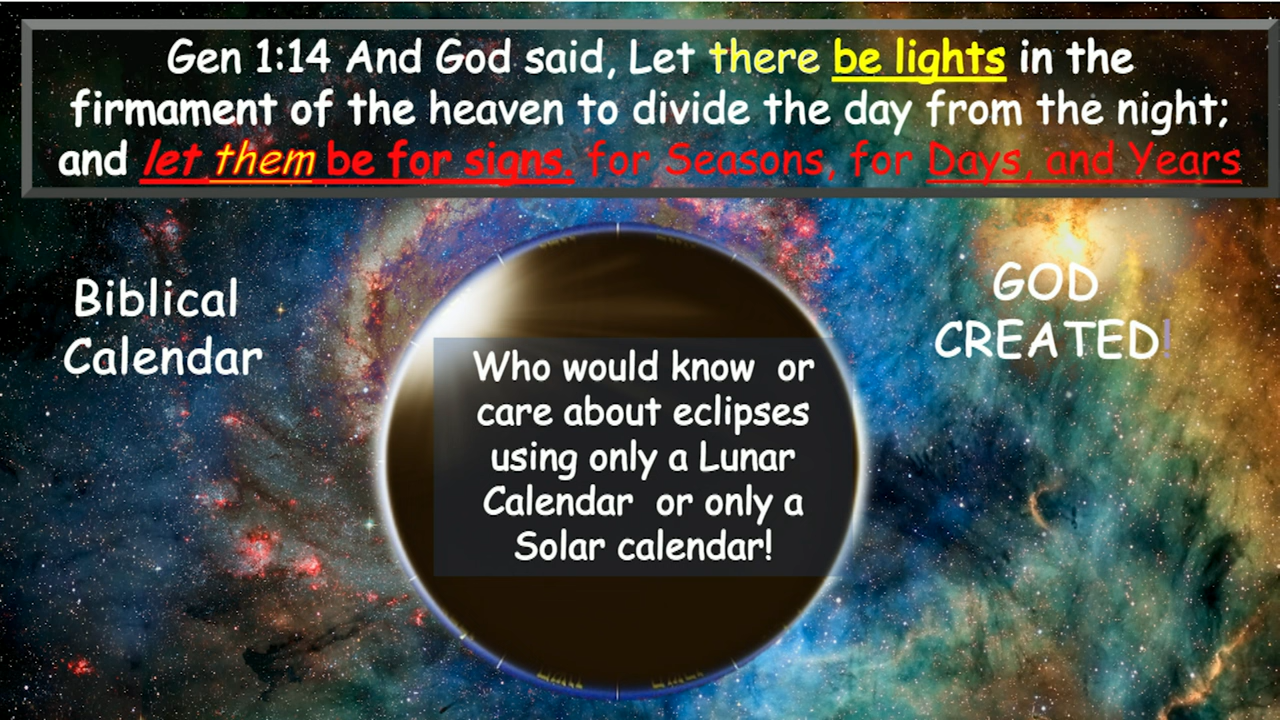 Gen 1:14 And God said, Let there be lights in the
firmament of the heaven to divide the day from the night;
and let them be for signs. for Seasons, for Days, and Years
Biblical
Calendar
GOD
CREATED!
Who would know or
care about eclipses
using only a Lunar
Calendar or only a
Solar calendar!